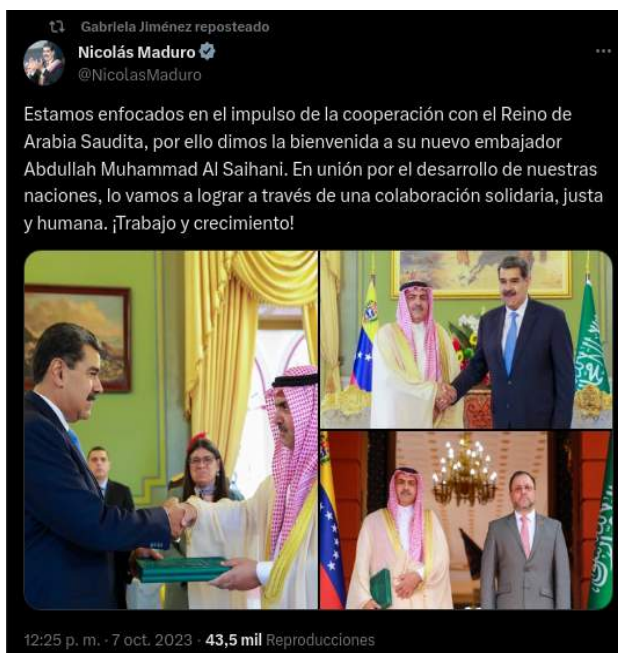 Gabriela Jiménez reposteado
Nicolás Maduro
@NicolasMaduro
Estamos enfocados en el impulso de la cooperación con el Reino de
Arabia Saudita, por ello dimos la bienvenida a su nuevo embajador
Abdullah Muhammad Al Saihani. En unión por el desarrollo de nuestras
naciones, lo vamos a lograr a través de una colaboración solidaria, justa
y humana. ¡Trabajo y crecimiento!
12:25 p. m. · 7 oct. 2023 · 43,5 mil Reproducciones